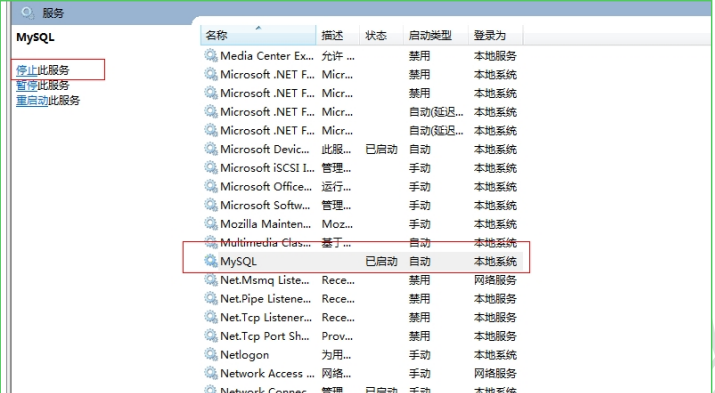 服务
MySQL
停止此服务
暂停此服务
重启动此服务
名称 描述 状态 启动类型 登录为
Media Center Ex... 允许 ... 禁用 本地服务
Microsoft .NET F... Micr... 禁用 本地系统
Microsoft .NET F... Micr... 禁用 本地系统
Microsoft .NET F... Micr... 自动(延迟... 本地系统
Microsoft .NET F... Micr... 自动(延迟... 本地系统
Microsoft Devic... 此服... 已启动 自动 本地系统
Microsoft iSCSI I... 管理... 手动 本地系统
Microsoft Office... 运行... 手动 本地系统
Microsoft Softw... 管理... 手动 本地系统
Mozilla Mainten... Moz... 手动 本地系统
Multimedia Clas... 基于... 自动 本地系统
MySQL 已启动 自动 本地系统
Net.Msmq Liste... Rece... 禁用 网络服务
Net.Pipe Listene... Rece... 禁用 本地服务
Net.Tcp Listener... Rece... 禁用 本地服务
Net.Tcp Port Sh... Prov... 禁用 本地服务
Netlogon 为用... 手动 本地系统
Network Access ... 网络... 手动 网络服务
Network Connec... 管理... 已启动 手动 本地系统